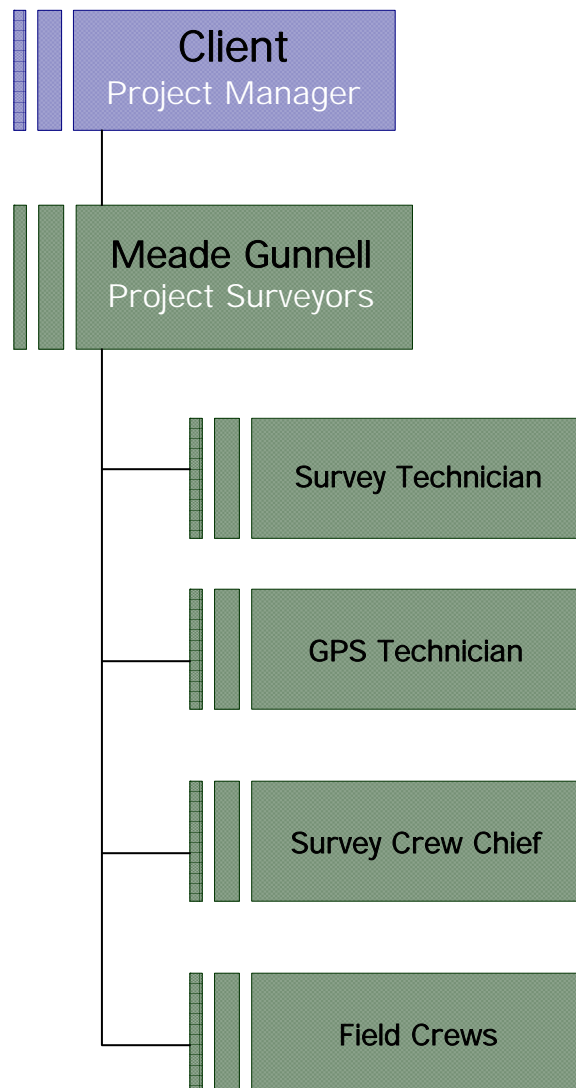 Client
Project Manager
Meade Gunnell
Project Surveyors
Survey Technician
GPS Technician
Survey Crew Chief
Field Crews